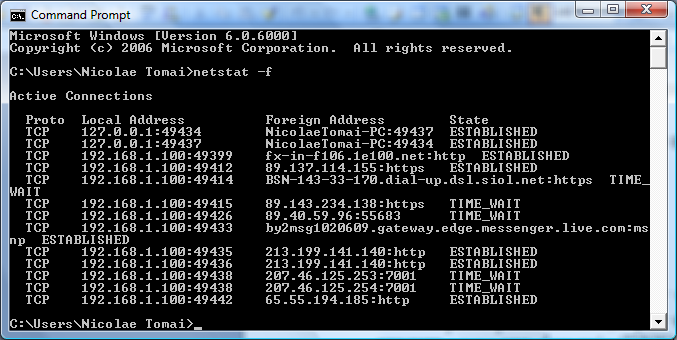 Command Prompt
Microsoft Windows [Version 6.0.6000]
Copyright (c) 2006 Microsoft Corporation.  All rights reserved.
C:\Users\Nicolae Tomai>netstat -f
Active Connections
  Proto  Local Address          Foreign Address        State
  TCP    127.0.0.1:49434        NicolaeTomai-PC:49437  ESTABLISHED
  TCP    127.0.0.1:49437        NicolaeTomai-PC:49434  ESTABLISHED
  TCP    192.168.1.100:49399    fx-in-f106.1e100.net:http  ESTABLISHED
  TCP    192.168.1.100:49412    89.137.114.155:https   ESTABLISHED
  TCP    192.168.1.100:49414    BSN-143-33-170.dial-up.dsl.siol.net:https  TIME_
WAIT
  TCP    192.168.1.100:49415    89.143.234.138:https   TIME_WAIT
  TCP    192.168.1.100:49426    89.40.59.96:55683      TIME_WAIT
  TCP    192.168.1.100:49433    by2msg1020609.gateway.edge.messenger.live.com:ms
np  ESTABLISHED
  TCP    192.168.1.100:49435    213.199.141.140:http   ESTABLISHED
  TCP    192.168.1.100:49436    213.199.141.140:http   ESTABLISHED
  TCP    192.168.1.100:49438    207.46.125.253:7001    TIME_WAIT
  TCP    192.168.1.100:49438    207.46.125.254:7001    TIME_WAIT
  TCP    192.168.1.100:49442    65.55.194.185:http     ESTABLISHED
C:\Users\Nicolae Tomai>_